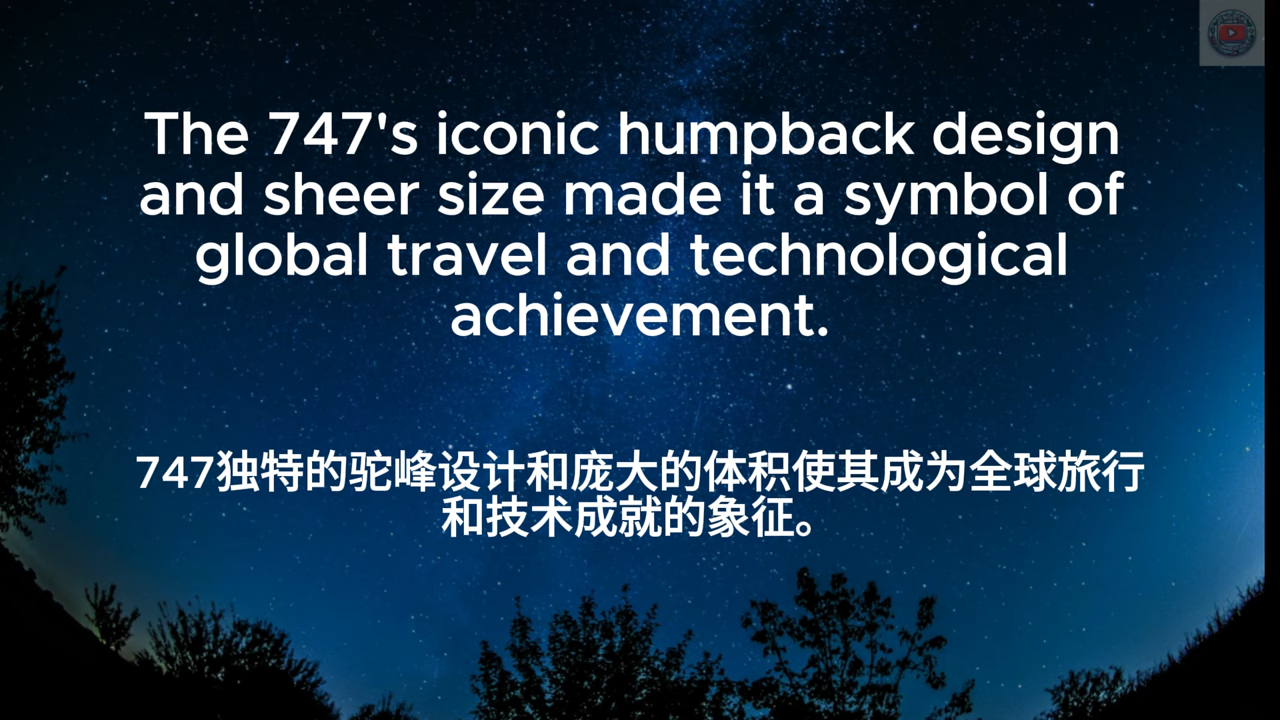 The 747's iconic humpback design
and sheer size made it a symbol of
global travel and technological
achievement.
747独特的驼峰设计和庞大的体积使其成为全球旅行
和技术成就的象征。